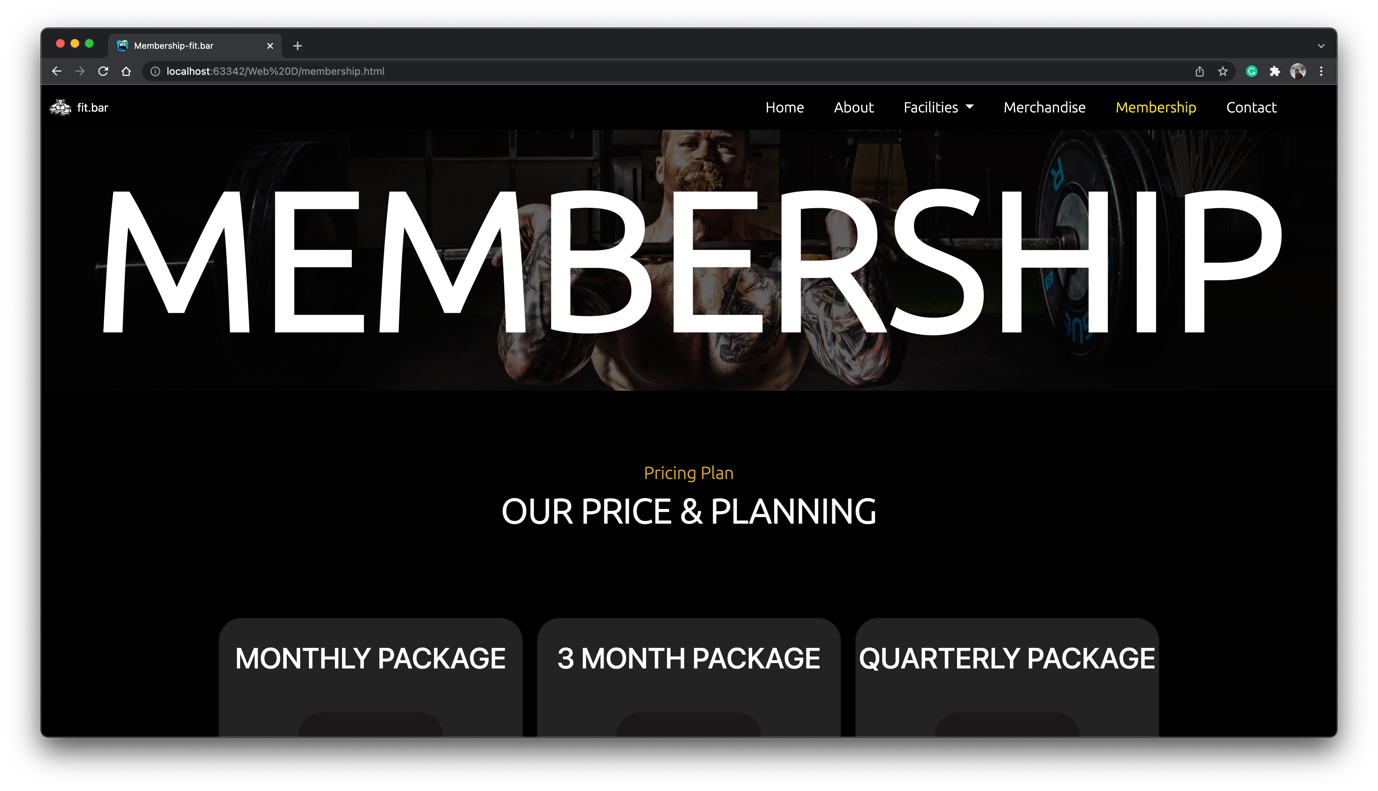 Membership-fit.bar
localhost:63342/Web%20D/membership.html
fit.bar
Home About Facilities Merchandise Membership Contact
MEMBERSHIP
Pricing Plan
OUR PRICE & PLANNING
MONTHLY PACKAGE 3 MONTH PACKAGE QUARTERLY PACKAGE